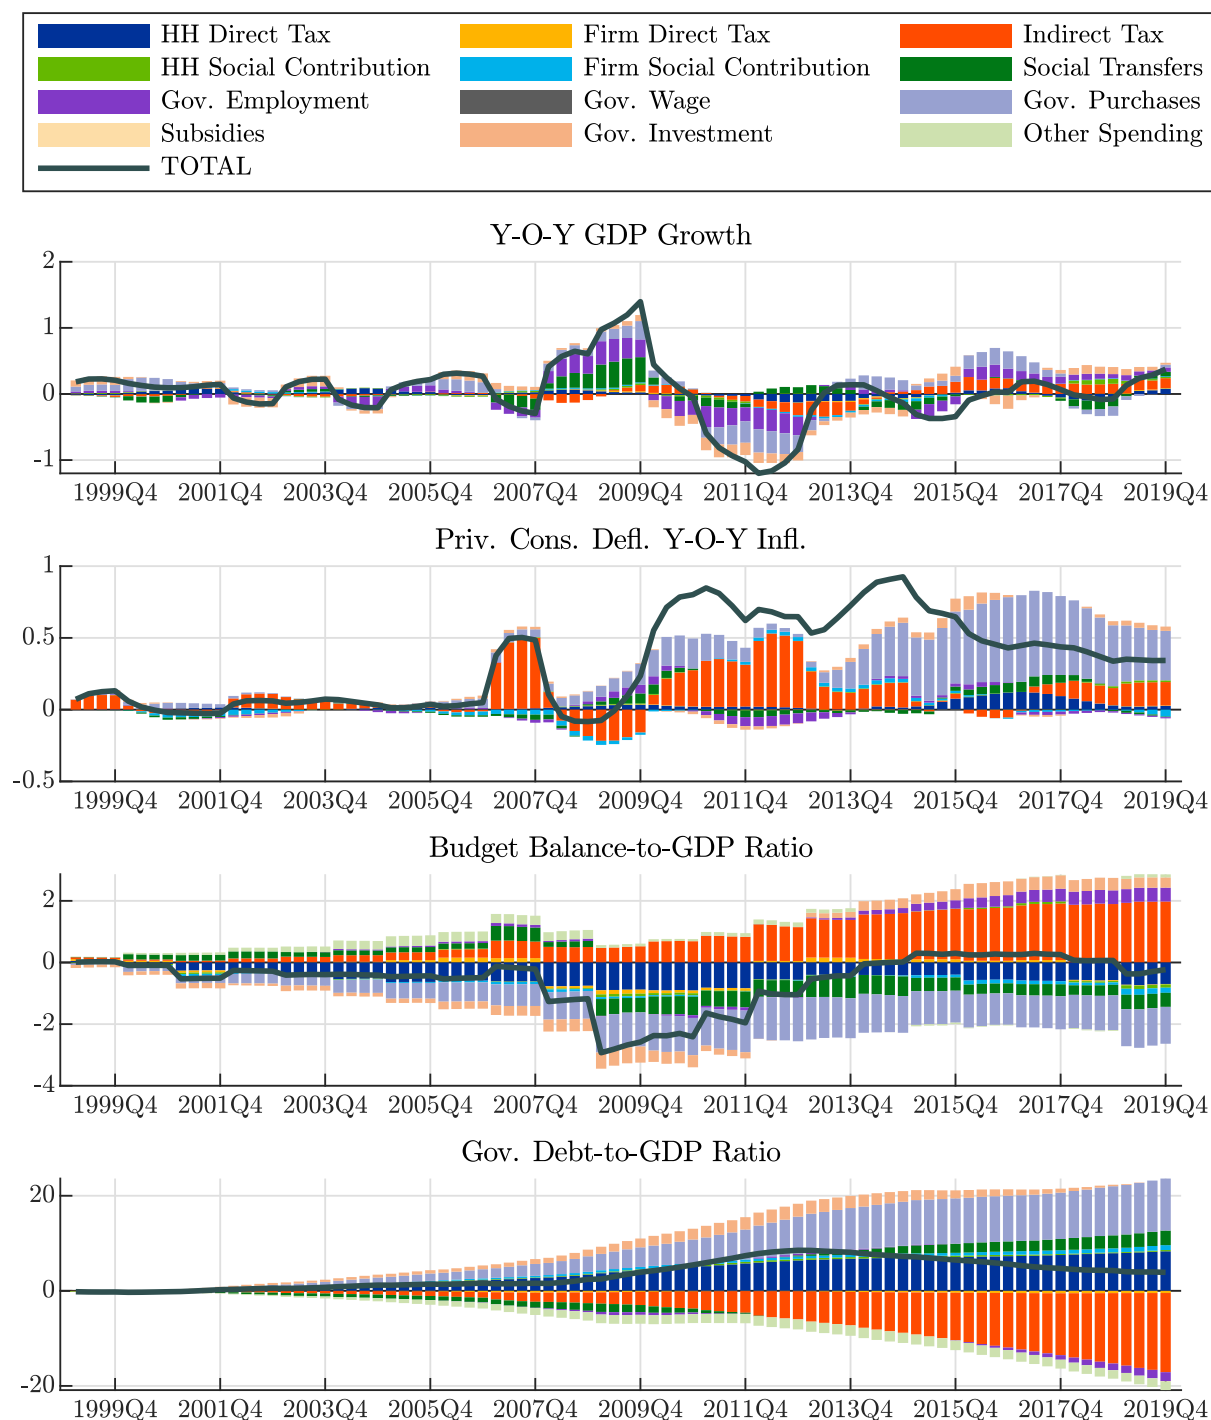 HH Direct Tax Firm Direct Tax Indirect Tax
HH Social Contribution Firm Social Contribution Social Transfers
Gov. Employment Gov. Wage Gov. Purchases
Subsidies Gov. Investment Other Spending
TOTAL
Y-O-Y GDP Growth
2
1
0
-1
1999Q4 2001Q4 2003Q4 2005Q4 2007Q4 2009Q4 2011Q4 2013Q4 2015Q4 2017Q4 2019Q4
Priv. Cons. Defl. Y-O-Y Infl.
1
0.5
0
-0.5
1999Q4 2001Q4 2003Q4 2005Q4 2007Q4 2009Q4 2011Q4 2013Q4 2015Q4 2017Q4 2019Q4
Budget Balance-to-GDP Ratio
2
0
-2
-4
1999Q4 2001Q4 2003Q4 2005Q4 2007Q4 2009Q4 2011Q4 2013Q4 2015Q4 2017Q4 2019Q4
Gov. Debt-to-GDP Ratio
20
0
-20
1999Q4 2001Q4 2003Q4 2005Q4 2007Q4 2009Q4 2011Q4 2013Q4 2015Q4 2017Q4 2019Q4